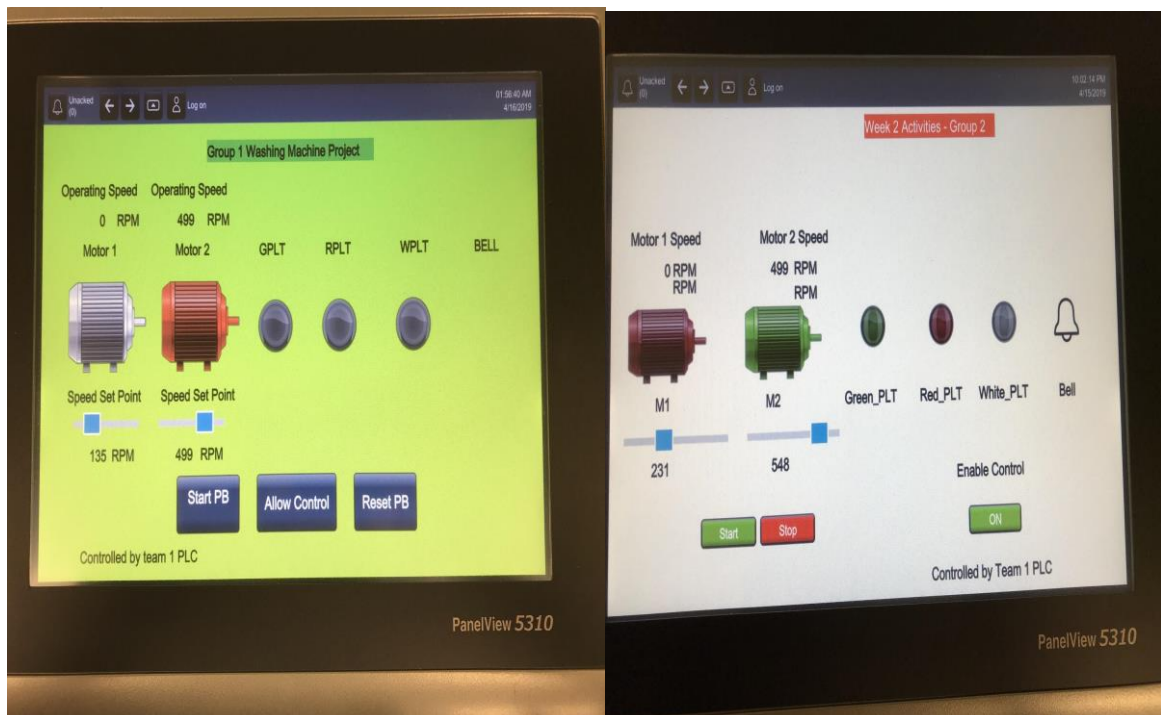 Unacked
(0)
Log on
01:56:40 AM
4/16/2019
Group 1 Washing Machine Project
Operating Speed Operating Speed
0 RPM 499 RPM
Motor 1 Motor 2 GPLT RPLT WPLT BELL
Speed Set Point Speed Set Point
135 RPM 499 RPM
Start PB Allow Control Reset PB
Controlled by team 1 PLC
PanelView 5310
Unacked
(0)
Log on
10:02:14 PM
4/15/2019
Week 2 Activities - Group 2
Motor 1 Speed Motor 2 Speed
0 RPM 499 RPM
RPM RPM
M1 M2 Green_PLT Red_PLT White_PLT Bell
231 548
Enable Control
Start Stop ON
Controlled by Team 1 PLC
PanelView 5310